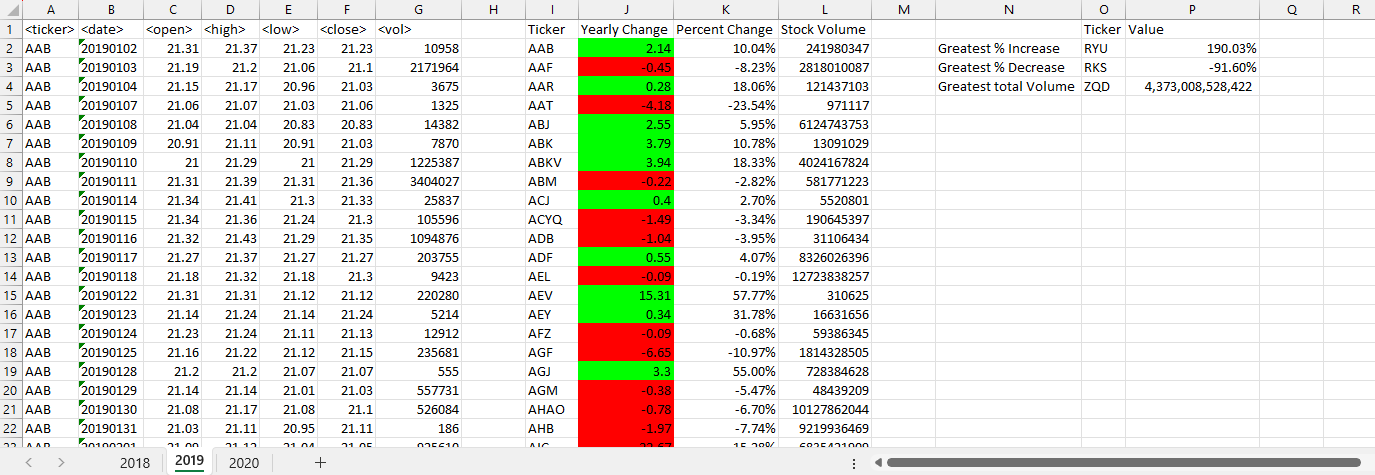 A B C D E F G H I J K L M N O P Q R
1 <ticker> <date> <open> <high> <low> <close> <vol> Ticker Yearly Change Percent Change Stock Volume Ticker Value
2 AAB 20190102 21.31 21.37 21.23 21.23 10958 AAB 2.14 10.04% 241980347 Greatest % Increase RYU 190.03%
3 AAB 20190103 21.19 21.2 21.06 21.1 2171964 AAF -0.45 -8.23% 2818010087 Greatest % Decrease RKS -91.60%
4 AAB 20190104 21.15 21.17 20.96 21.03 3675 AAR 0.28 18.06% 121437103 Greatest total Volume ZQD 4,373,008,528,422
5 AAB 20190107 21.06 21.07 21.03 21.06 1325 AAT -4.18 -23.54% 971117
6 AAB 20190108 21.04 21.04 20.83 20.83 14382 ABJ 2.55 5.95% 6124743753
7 AAB 20190109 20.91 21.11 20.91 21.03 7870 ABK 3.79 10.78% 13091029
8 AAB 20190110 21 21.29 21 21.29 1225387 ABKV 3.94 18.33% 4024167824
9 AAB 20190111 21.31 21.39 21.31 21.36 3404027 ABM -0.22 -2.82% 581771223
10 AAB 20190114 21.34 21.41 21.3 21.33 25837 ACJ 0.4 2.70% 5520801
11 AAB 20190115 21.34 21.36 21.24 21.3 105596 ACYQ -1.49 -3.34% 190645397
12 AAB 20190116 21.32 21.43 21.29 21.35 1094876 ADB -1.04 -3.95% 31106434
13 AAB 20190117 21.27 21.37 21.27 21.27 203755 ADF 0.55 4.07% 8326026396
14 AAB 20190118 21.18 21.32 21.18 21.3 9423 AEL -0.09 -0.19% 12723838257
15 AAB 20190122 21.31 21.31 21.12 21.12 220280 AEV 15.31 57.77% 310625
16 AAB 20190123 21.14 21.24 21.14 21.24 5214 AEY 0.34 31.78% 16631656
17 AAB 20190124 21.23 21.24 21.11 21.13 12912 AFZ -0.09 -0.68% 59386345
18 AAB 20190125 21.16 21.22 21.12 21.15 235681 AGF -6.65 -10.97% 1814328505
19 AAB 20190128 21.2 21.2 21.07 21.07 555 AGJ 3.3 55.00% 728384628
20 AAB 20190129 21.14 21.14 21.01 21.03 557731 AGM -0.38 -5.47% 48439209
21 AAB 20190130 21.08 21.17 21.08 21.1 526084 AHAO -0.78 -6.70% 10127862044
22 AAB 20190131 21.03 21.11 20.95 21.11 186 AHB -1.97 -7.74% 9219936469
2018 2019 2020